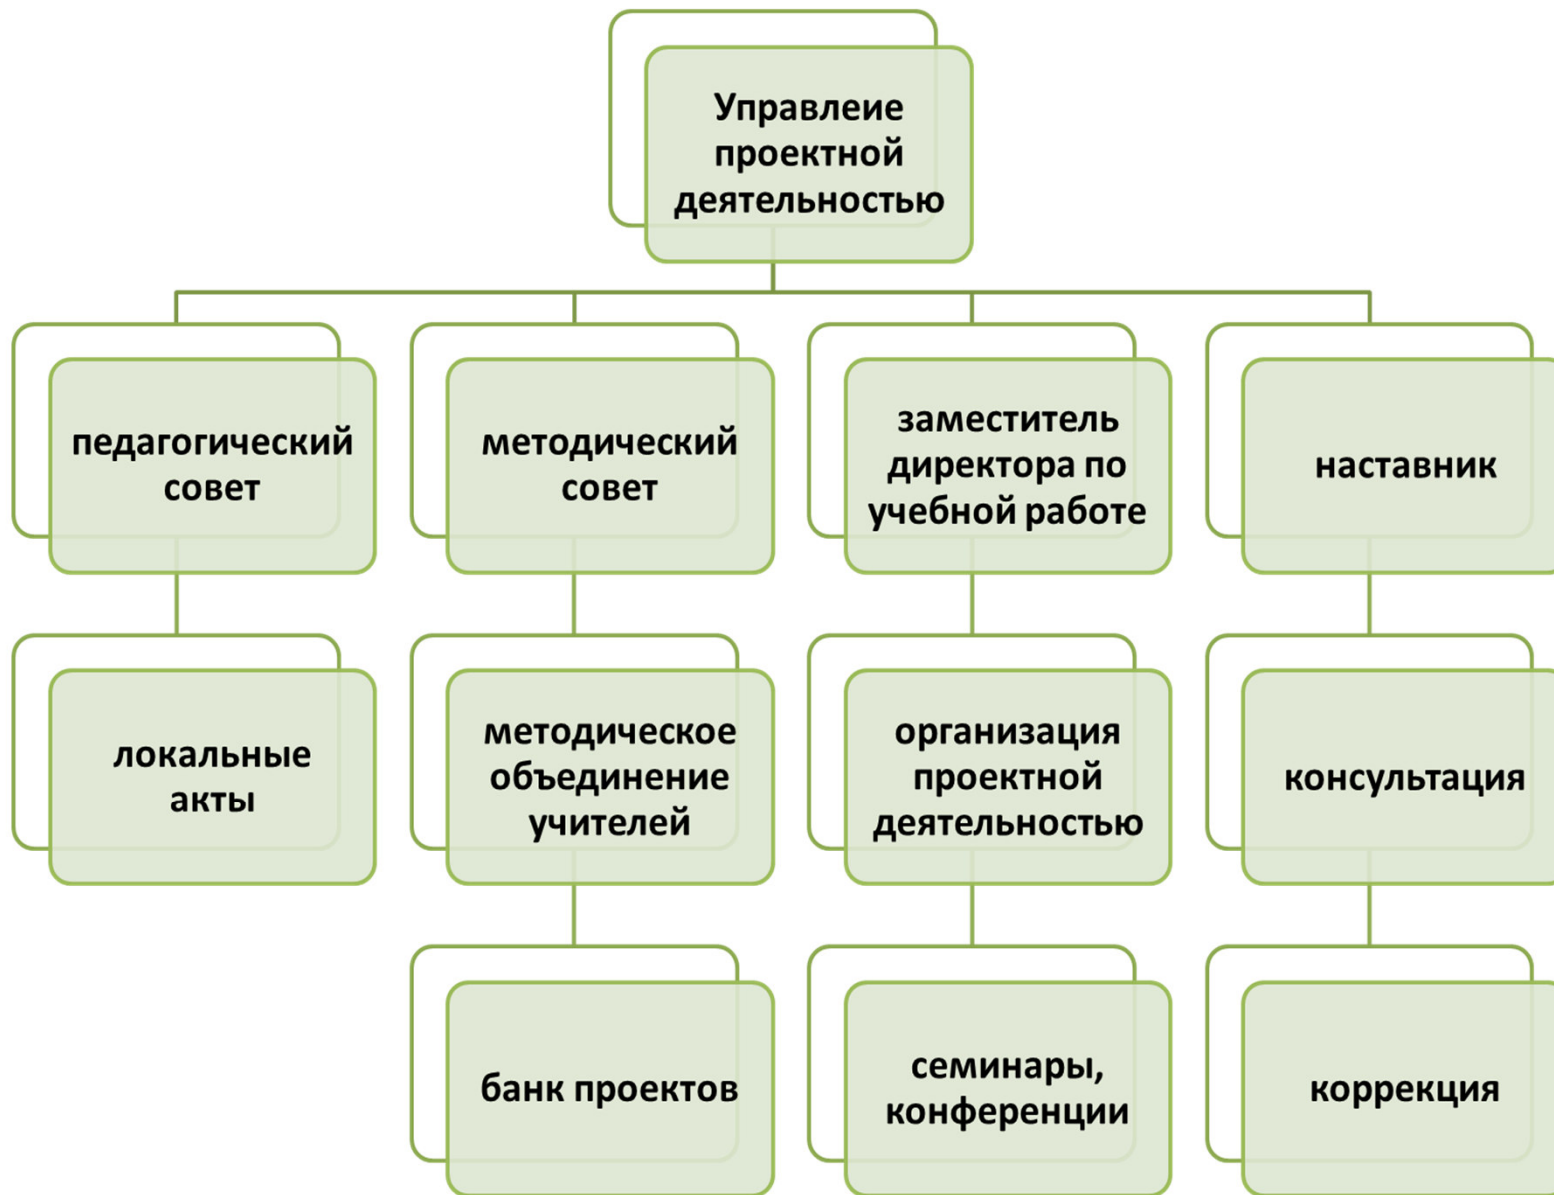 Управлеие
проектной
деятельностью
педагогический
совет
методический
совет
заместитель
директора по
учебной работе
наставник
локальные
акты
методическое
объединение
учителей
организация
проектной
деятельностью
консультация
банк проектов
семинары,
конференции
коррекция